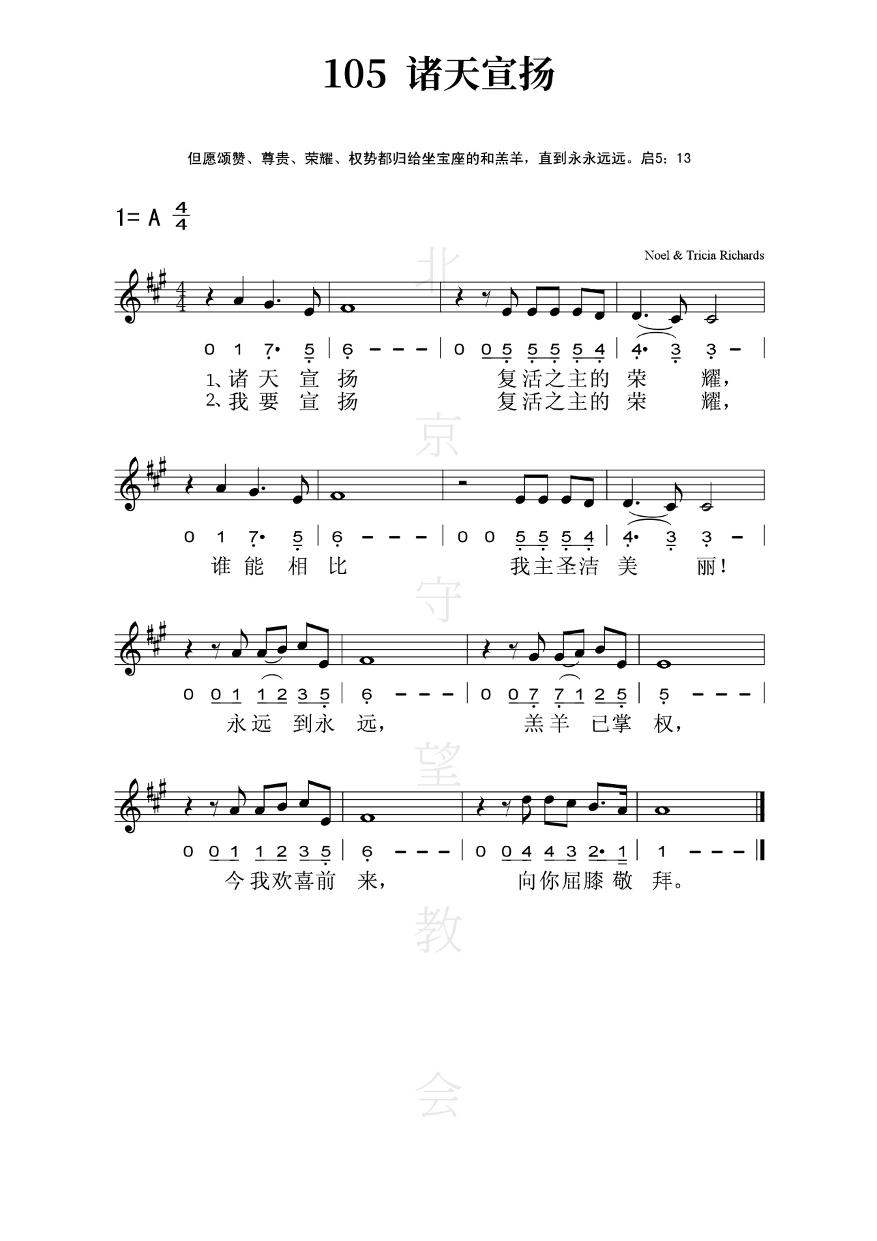 105 诸天宣扬
但愿颂赞、尊贵、荣耀、权势都归给坐宝座的和羔羊，直到永永远远。启5：13
1= A 4/4
Noel & Tricia Richards
0 1 7· 5 | 6 - - - | 0 0 5 5 5 5 4 | 4· 3 3 - |
1、诸 天 宣 扬 复 活 之 主 的 荣 耀，
2、我 要 宣 扬 复 活 之 主 的 荣 耀，
0 1 7· 5 | 6 - - - | 0 0 5 5 5 4 | 4· 3 3 - |
谁 能 相 比 我 主 圣 洁 美 丽！
0 0 1 1 2 3 5 | 6 - - - | 0 0 7 7 1 2 5 | 5 - - - |
永 远 到 永 远， 羔 羊 已 掌 权，
0 0 1 1 2 3 5 | 6 - - - | 0 0 4 4 3 2· 1 | 1 - - - |
今 我 欢 喜 前 来， 向 你 屈 膝 敬 拜。
北京守望教会